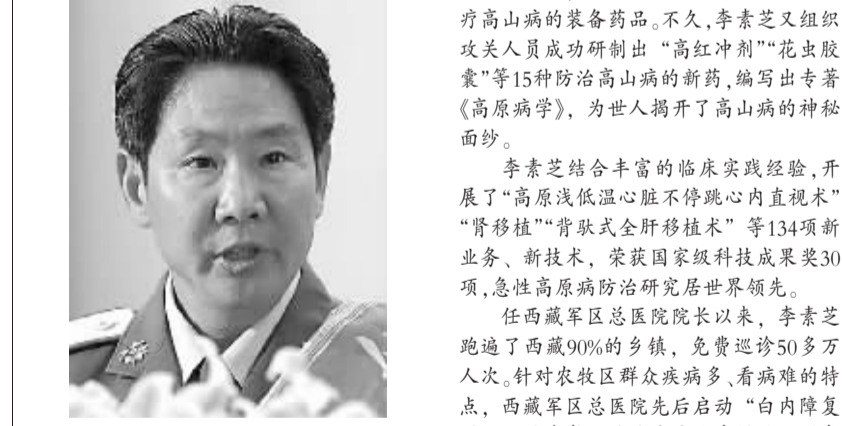 疗高山病的装备药品。不久,李素芝又组织
攻关人员成功研制出“高红冲剂”“花虫胶
囊”等15种防治高山病的新药,编写出专著
《高原病学》,为世人揭开了高山病的神秘
面纱。
李素芝结合丰富的临床实践经验,开
展了“高原浅低温心脏不停跳心内直视术”
“肾移植”“背驮式全肝移植术”等134项新
业务、新技术,荣获国家级科技成果奖30
项,急性高原病防治研究居世界领先。
任西藏军区总医院院长以来,李素芝
跑遍了西藏90%的乡镇,免费巡诊50多万
人次。针对农牧区群众疾病多、看病难的特
点,西藏军区总医院先后启动“白内障复